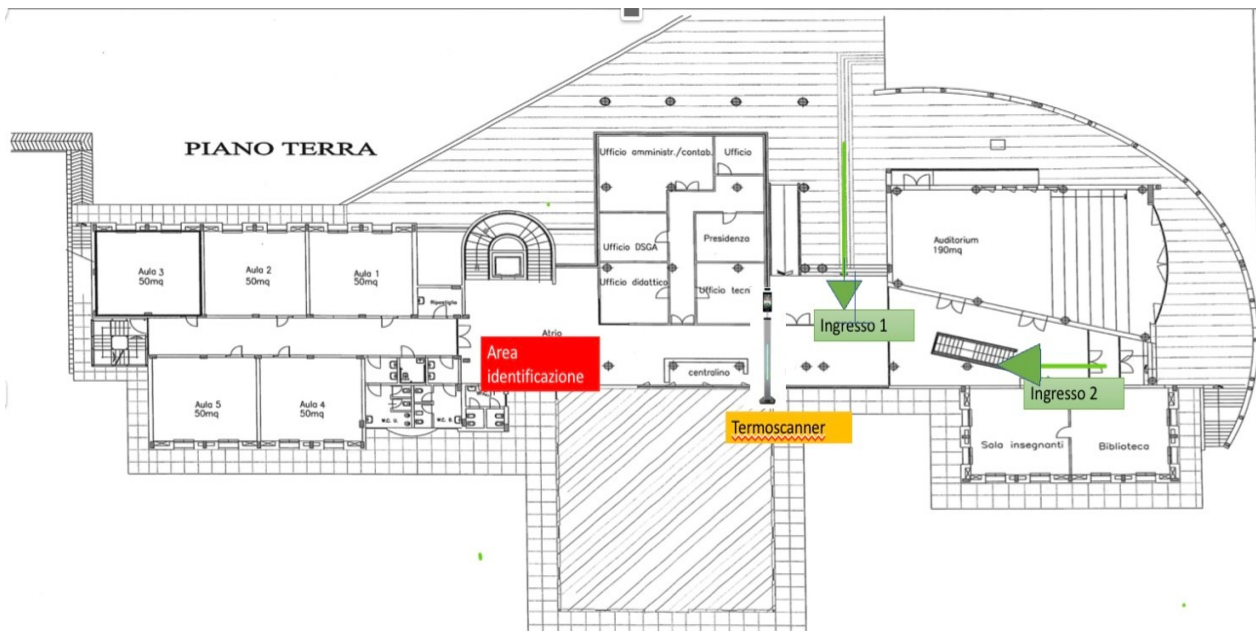 PIANO TERRA
Ufficio amministr./contab.
Ufficio
Ufficio DSGA
Presidenza
Ufficio didattico
Ufficio tecni
Auditorium
190mq
Aula 3
50mq
Aula 2
50mq
Aula 1
50mq
Ripostiglio
Atrio
Area
identificazione
centralino
Ingresso 1
Ingresso 2
Termoscanner
Aula 5
50mq
Aula 4
50mq
W.C. U.
W.C. D.
Sala insegnanti
Biblioteca